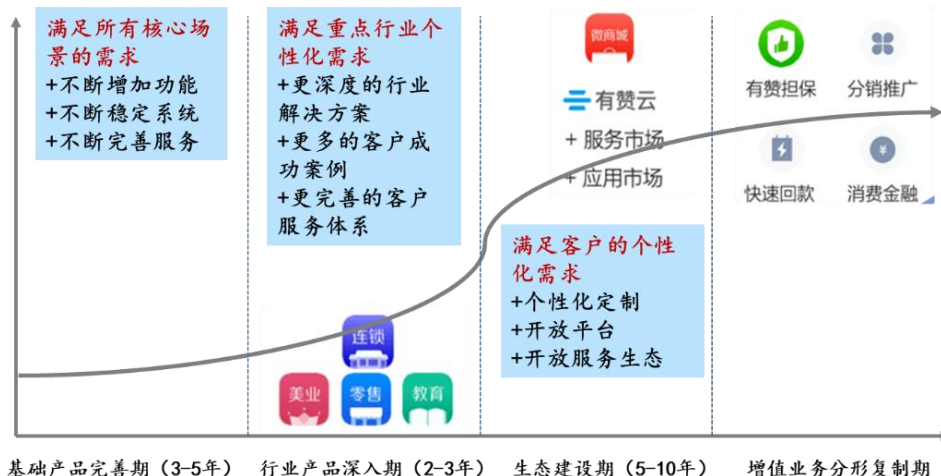 满足所有核心场
景的需求
+不断增加功能
+不断稳定系统
+不断完善服务
满足重点行业个
性化需求
+更深度的行业
解决方案
+更多的客户成
功案例
+更完善的客户
服务体系
连锁
美业
零售
教育
微商城
有赞云
+ 服务市场
+ 应用市场
满足客户的个性
化需求
+个性化定制
+开放平台
+开放服务生态
有赞担保
分销推广
快速回款
消费金融
基础产品完善期（3-5年）
行业产品深入期（2-3年）
生态建设期（5-10年）
增值业务分形复制期